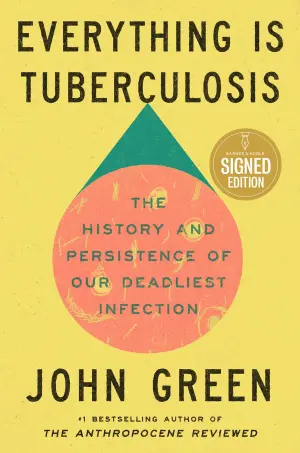 EVERYTHING IS
TUBERCULOSIS
BARNES & NOBLE
SIGNED
EDITION
THE
HISTORY AND
PERSISTENCE OF
OUR DEADLIEST
INFECTION
JOHN GREEN
#1 BESTSELLING AUTHOR OF
THE ANTHROPOCENE REVIEWED